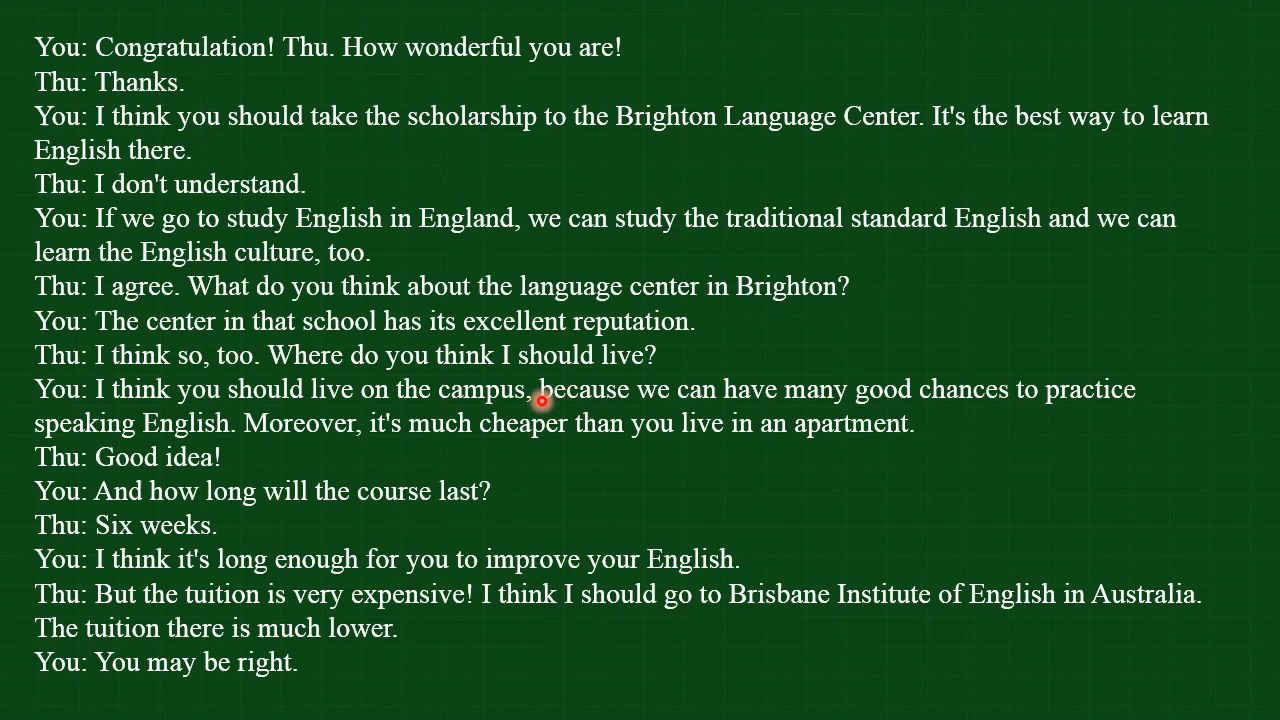 You: Congratulation! Thu. How wonderful you are!
Thu: Thanks.
You: I think you should take the scholarship to the Brighton Language Center. It's the best way to learn
English there.
Thu: I don't understand.
You: If we go to study English in England, we can study the traditional standard English and we can
learn the English culture, too.
Thu: I agree. What do you think about the language center in Brighton?
You: The center in that school has its excellent reputation.
Thu: I think so, too. Where do you think I should live?
You: I think you should live on the campus, because we can have many good chances to practice
speaking English. Moreover, it's much cheaper than you live in an apartment.
Thu: Good idea!
You: And how long will the course last?
Thu: Six weeks.
You: I think it's long enough for you to improve your English.
Thu: But the tuition is very expensive! I think I should go to Brisbane Institute of English in Australia.
The tuition there is much lower.
You: You may be right.